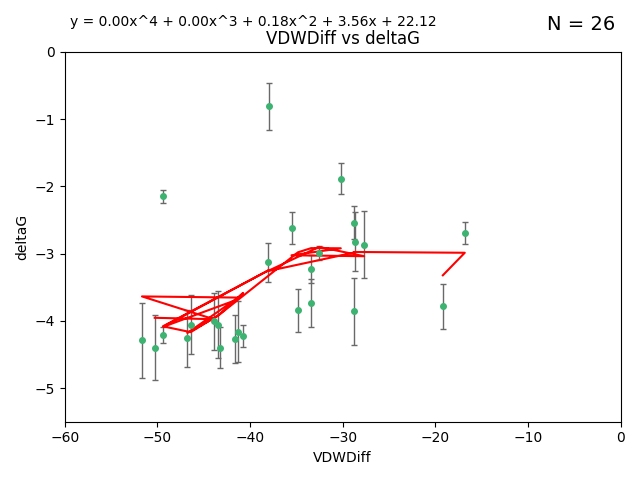 y = 0.00x^4 + 0.00x^3 + 0.18x^2 + 3.56x + 22.12
N = 26
VDWDiff vs deltaG
0
−1
−2
−3
−4
−5
deltaG
−60 −50 −40 −30 −20 −10 0
VDWDiff